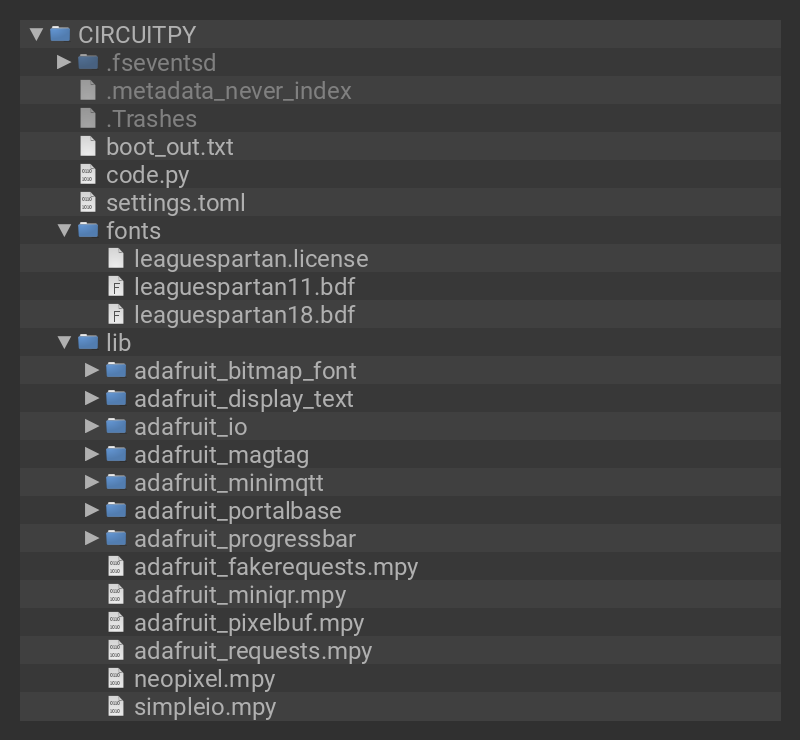 CIRCUITPY
.fseventsd
.metadata_never_index
.Trashes
boot_out.txt
code.py
settings.toml
fonts
leaguespartan.license
leaguespartan11.bdf
leaguespartan18.bdf
lib
adafruit_bitmap_font
adafruit_display_text
adafruit_io
adafruit_magtag
adafruit_minimqtt
adafruit_portalbase
adafruit_progressbar
adafruit_fakerequests.mpy
adafruit_miniqr.mpy
adafruit_pixelbuf.mpy
adafruit_requests.mpy
neopixel.mpy
simpleio.mpy